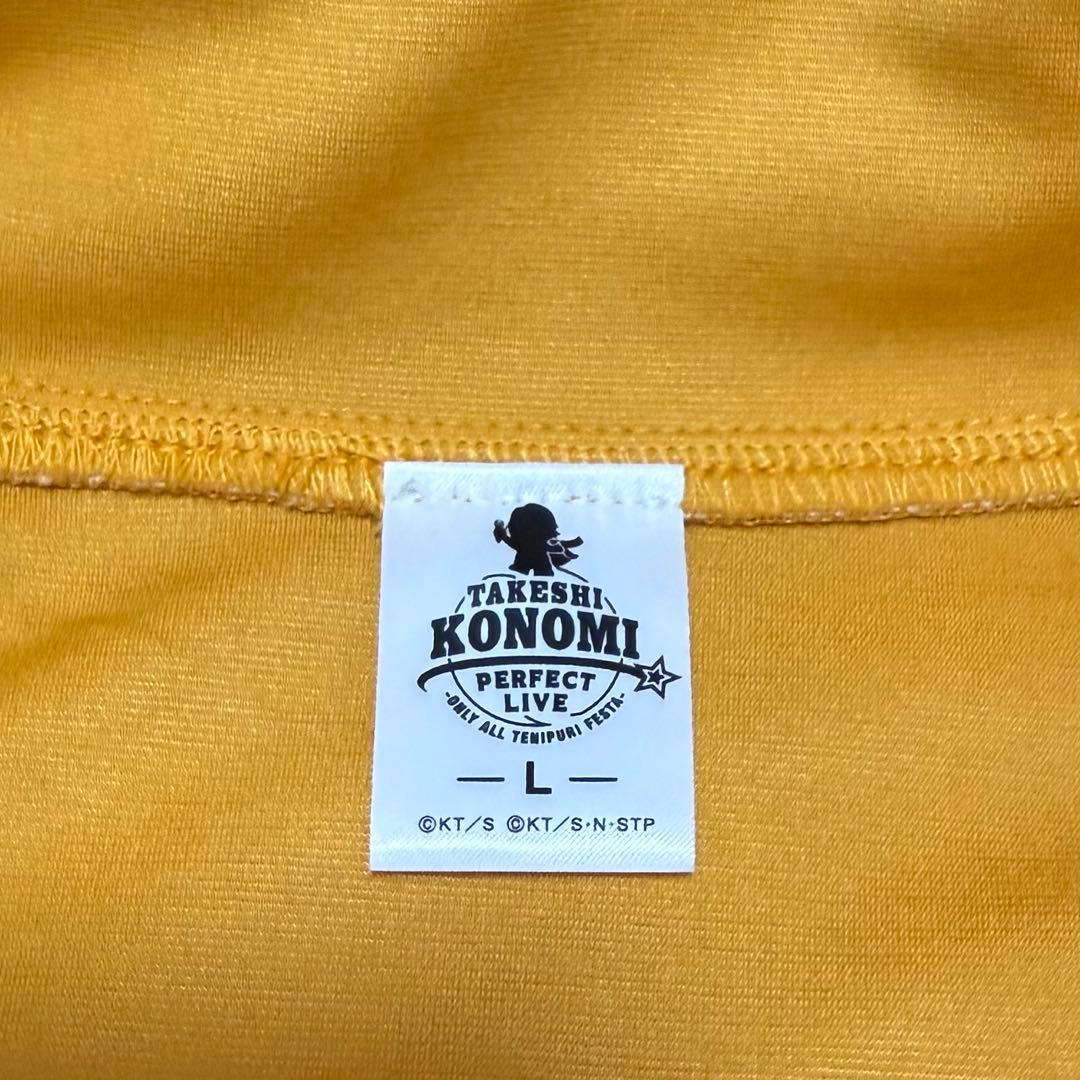 TAKESHI
KONOMI
PERFECT
LIVE
-ONLY ALL TENIPURI FESTA-
— L —
©KT/S ©KT/S·N·STP